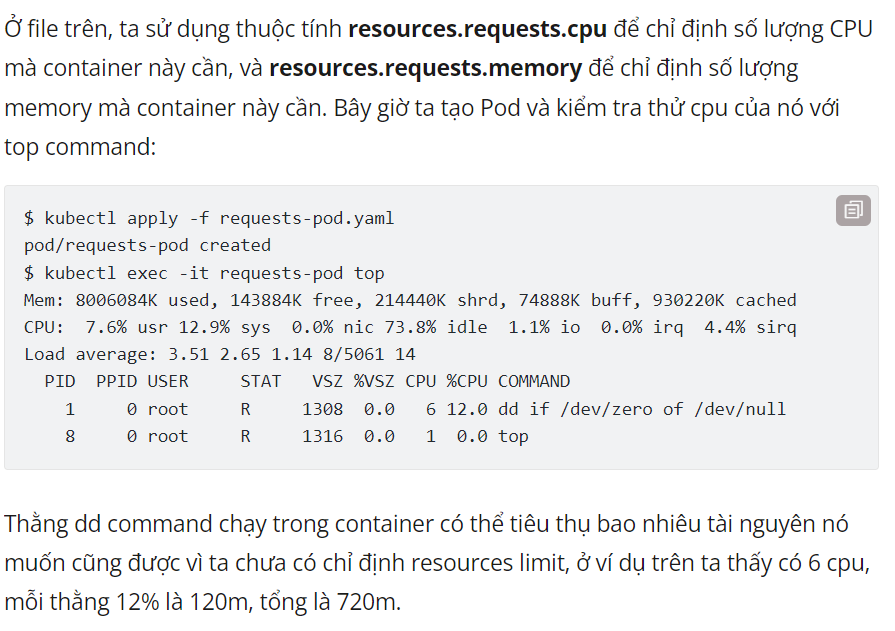 Ở file trên, ta sử dụng thuộc tính resources.requests.cpu để chỉ định số lượng CPU
mà container này cần, và resources.requests.memory để chỉ định số lượng
memory mà container này cần. Bây giờ ta tạo Pod và kiểm tra thử cpu của nó với
top command:
$ kubectl apply -f requests-pod.yaml
pod/requests-pod created
$ kubectl exec -it requests-pod top
Mem: 8006084K used, 143884K free, 214440K shrd, 74888K buff, 930220K cached
CPU:  7.6% usr 12.9% sys  0.0% nic 73.8% idle  1.1% io  0.0% irq  4.4% sirq
Load average: 3.51 2.65 1.14 8/5061 14
  PID  PPID USER     STAT   VSZ %VSZ CPU %CPU COMMAND
    1     0 root     R     1308  0.0   6 12.0 dd if /dev/zero of /dev/null
    8     0 root     R     1316  0.0   1  0.0 top
Thằng dd command chạy trong container có thể tiêu thụ bao nhiêu tài nguyên nó
muốn cũng được vì ta chưa có chỉ định resources limit, ở ví dụ trên ta thấy có 6 cpu,
mỗi thằng 12% là 120m, tổng là 720m.